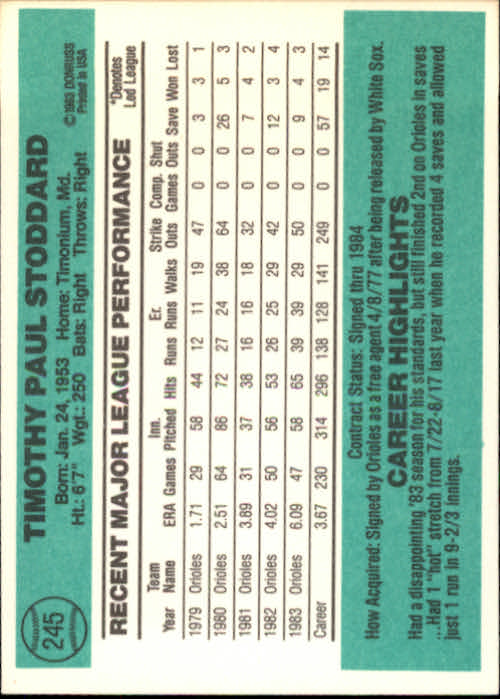 245
TIMOTHY PAUL STODDARD
Born: Jan. 24, 1953 Home: Timonium, Md.
Ht.: 6'7" Wgt.: 250 Bats: Right Throws: Right
© 1983 DONRUSS
Printed in USA
RECENT MAJOR LEAGUE PERFORMANCE
*Denotes
Led League
Team Inn. Er. Strike Comp. Shut
Year Name ERA Games Pitched Hits Runs Runs Walks Outs Games Outs Save Won Lost
1979 Orioles 1.71 29 58 44 12 11 19 47 0 0 3 3 1
1980 Orioles 2.51 64 86 72 27 24 38 64 0 0 26 5 3
1981 Orioles 3.89 31 37 38 16 16 18 32 0 0 7 4 2
1982 Orioles 4.02 50 56 53 26 25 29 42 0 0 12 3 4
1983 Orioles 6.09 47 58 65 39 39 29 50 0 0 9 4 3
Career 3.67 230 314 296 138 128 141 249 0 0 57 19 14
Contract Status: Signed thru 1984
How Acquired: Signed by Orioles as a free agent 4/8/77 after being released by White Sox.
CAREER HIGHLIGHTS
Had a disappointing '83 season for his standards, but still finished 2nd on Orioles in saves
...Had 1 "hot" stretch from 7/22-8/17 last year when he recorded 4 saves and allowed
just 1 run in 9-2/3 innings.